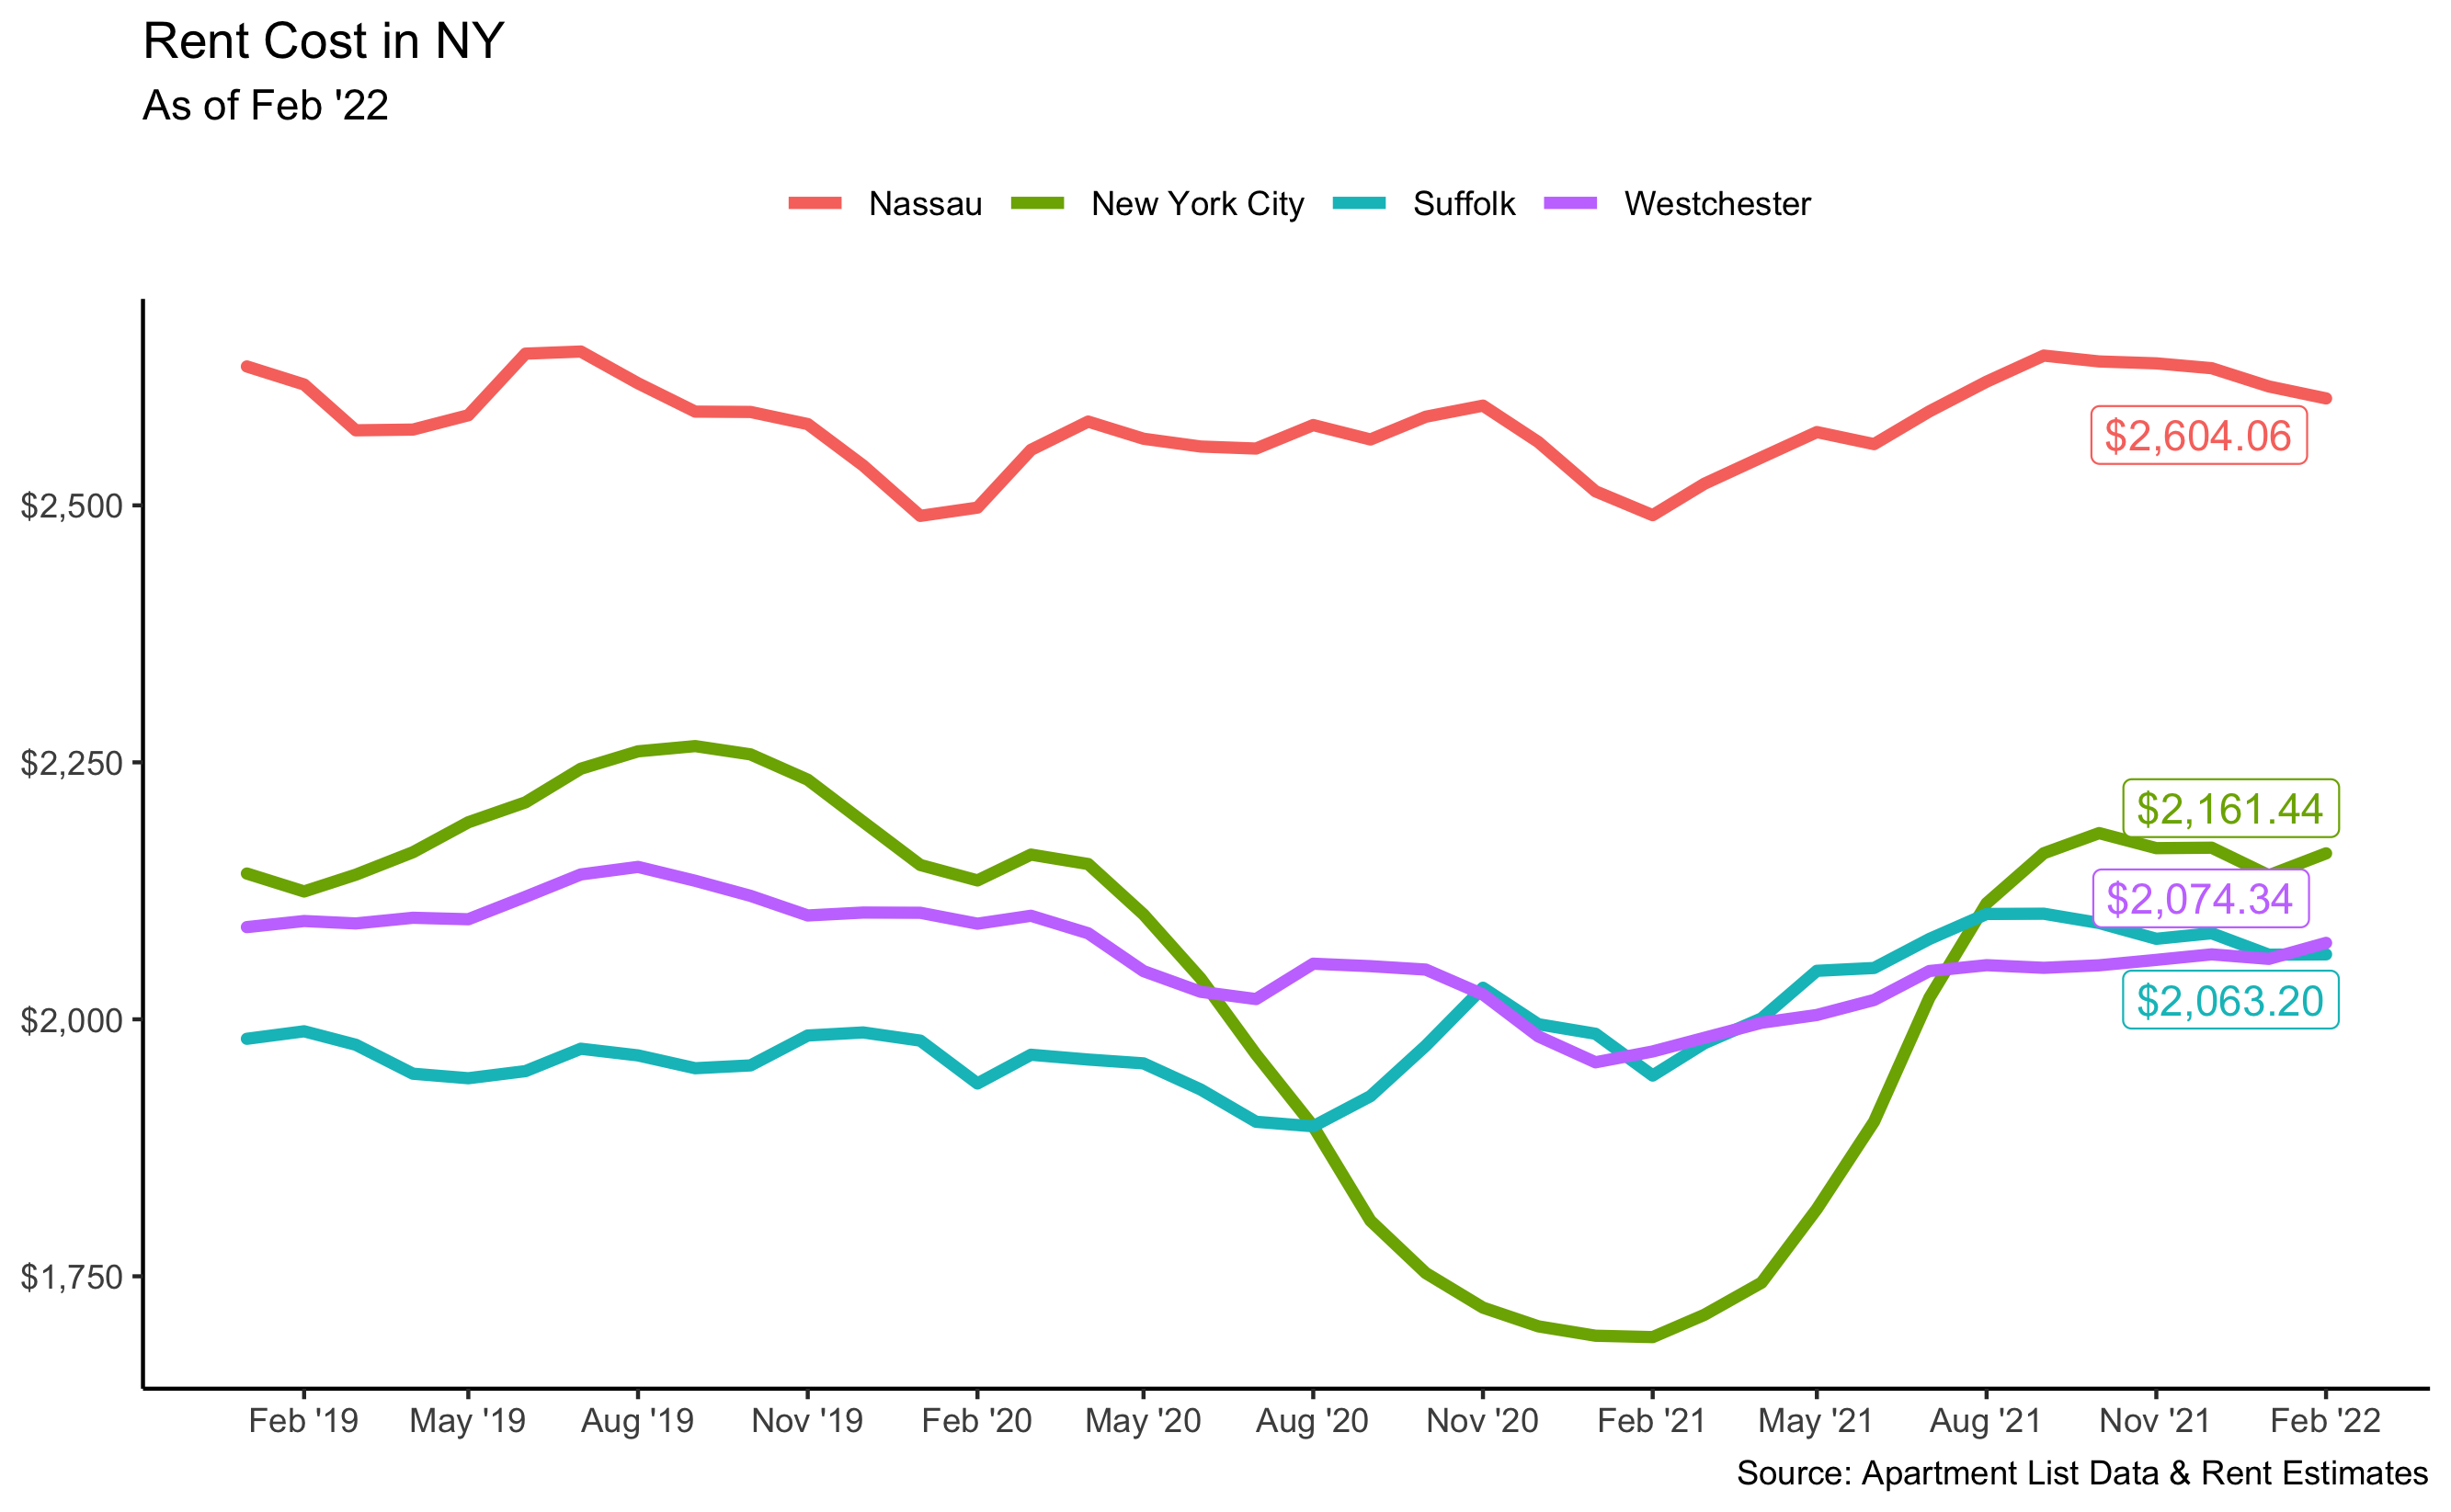 Rent Cost in NY
As of Feb '22
Nassau New York City Suffolk Westchester
$2,604.06
$2,500
$2,250
$2,161.44
$2,074.34
$2,063.20
$2,000
$1,750
Feb '19 May '19 Aug '19 Nov '19 Feb '20 May '20 Aug '20 Nov '20 Feb '21 May '21 Aug '21 Nov '21 Feb '22
Source: Apartment List Data & Rent Estimates